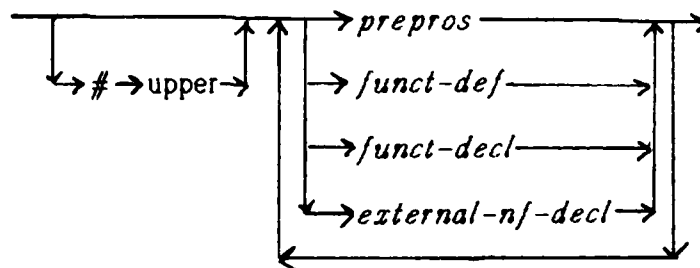 prepros
# upper
funct-def
funct-decl
external-nf-decl